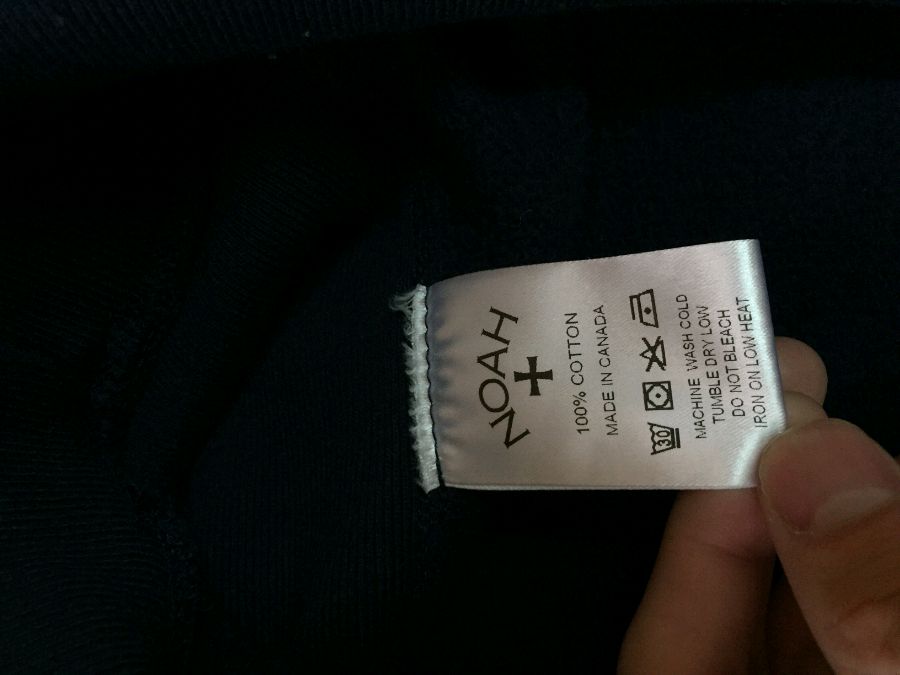 NOAH
100% COTTON
MADE IN CANADA
30
MACHINE WASH COLD
TUMBLE DRY LOW
DO NOT BLEACH
IRON ON LOW HEAT